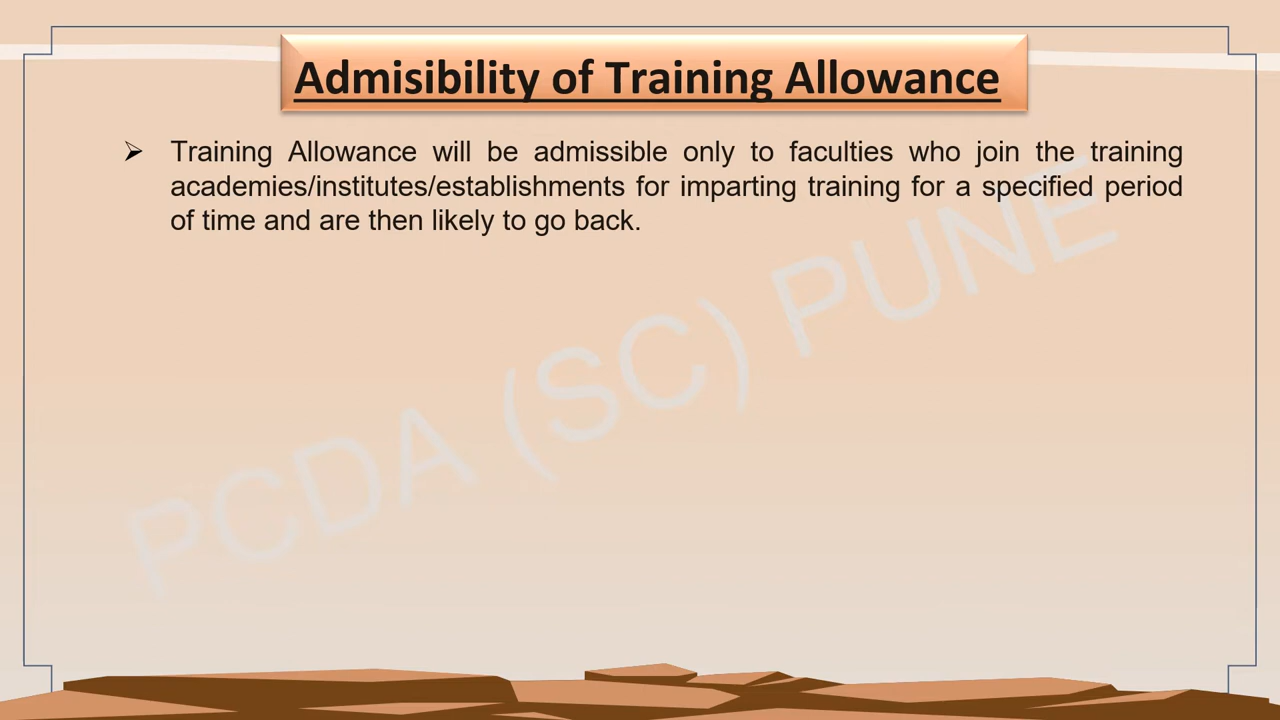 Admisibility of Training Allowance
➢ Training Allowance will be admissible only to faculties who join the training
academies/institutes/establishments for imparting training for a specified period
of time and are then likely to go back.
PCDA (SC) PUNE